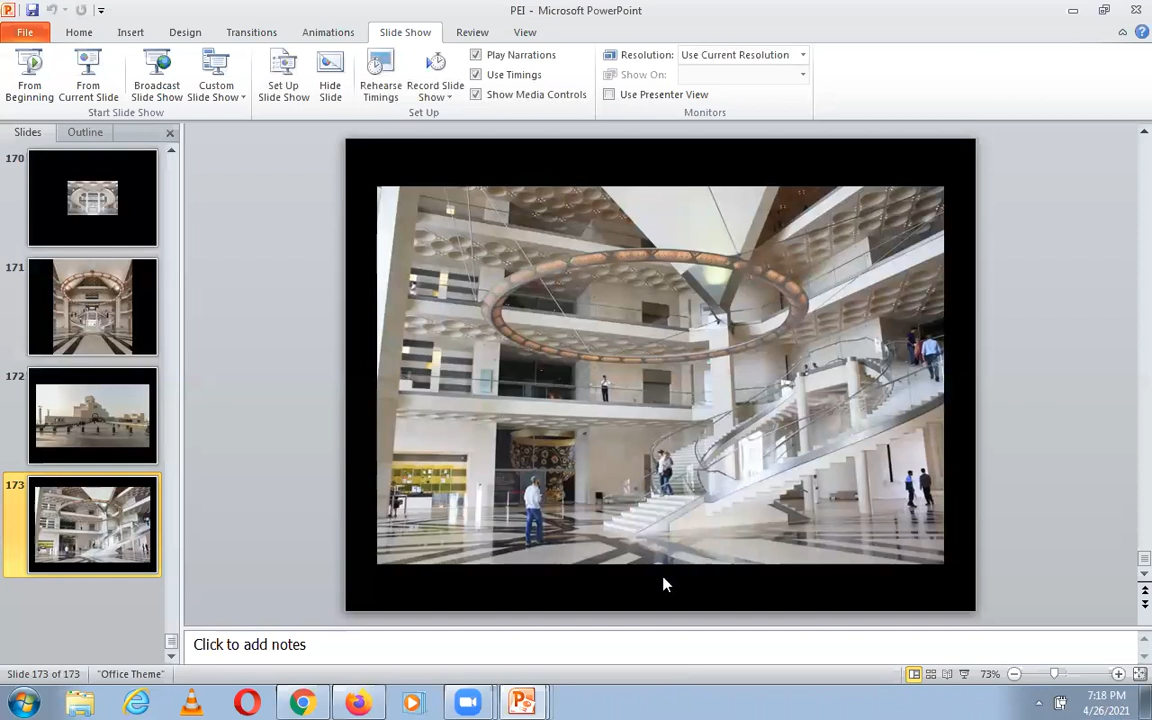 PEI - Microsoft PowerPoint
File Home Insert Design Transitions Animations Slide Show Review View
From Beginning
From Current Slide
Broadcast Slide Show
Custom Slide Show
Set Up Slide Show
Hide Slide
Rehearse Timings
Record Slide Show
Play Narrations
Use Timings
Show Media Controls
Resolution: Use Current Resolution
Show On:
Use Presenter View
Start Slide Show
Set Up
Monitors
Slides Outline
170
171
172
173
Click to add notes
Slide 173 of 173 "Office Theme" 73%
7:18 PM
4/26/2021